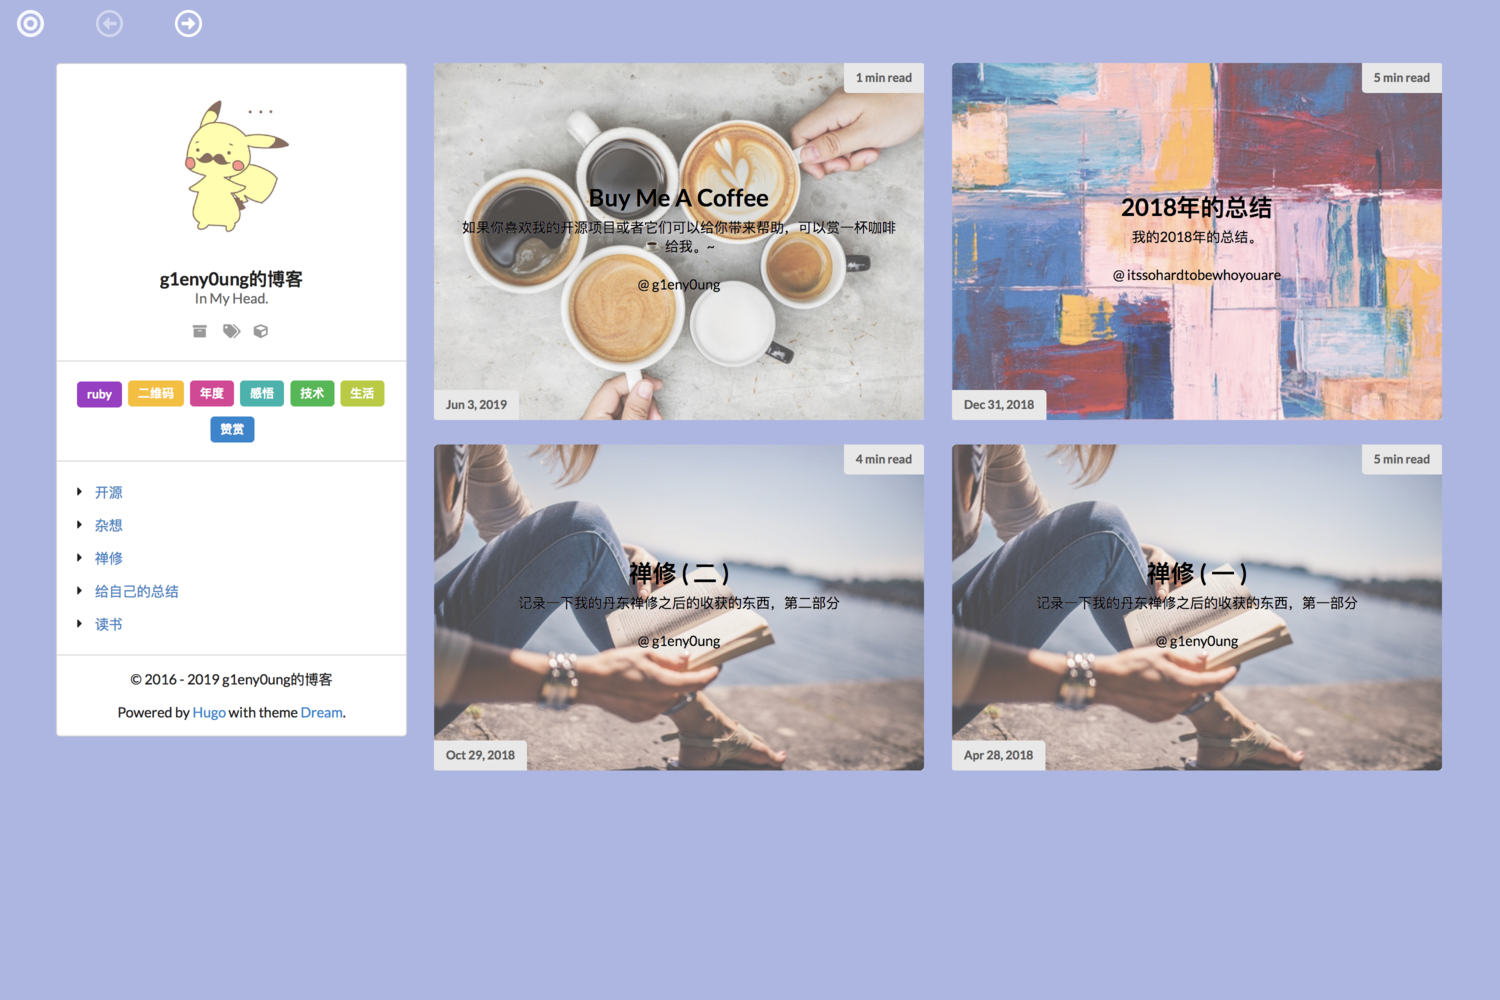 g1eny0ung的博客
In My Head.
ruby 二维码 年度 感悟 技术 生活
赞赏
开源
杂想
禅修
给自己的总结
读书
© 2016 - 2019 g1eny0ung的博客
Powered by Hugo with theme Dream.
1 min read
Buy Me A Coffee
如果你喜欢我的开源项目或者它们可以给你带来帮助，可以赏一杯咖啡
☕ 给我。~
@ g1eny0ung
Jun 3, 2019
5 min read
2018年的总结
我的2018年的总结。
@ itssohardtobewhoyouare
Dec 31, 2018
4 min read
禅修 ( 二 )
记录一下我的丹东禅修之后的收获的东西，第二部分
@ g1eny0ung
Oct 29, 2018
5 min read
禅修 ( 一 )
记录一下我的丹东禅修之后的收获的东西，第一部分
@ g1eny0ung
Apr 28, 2018